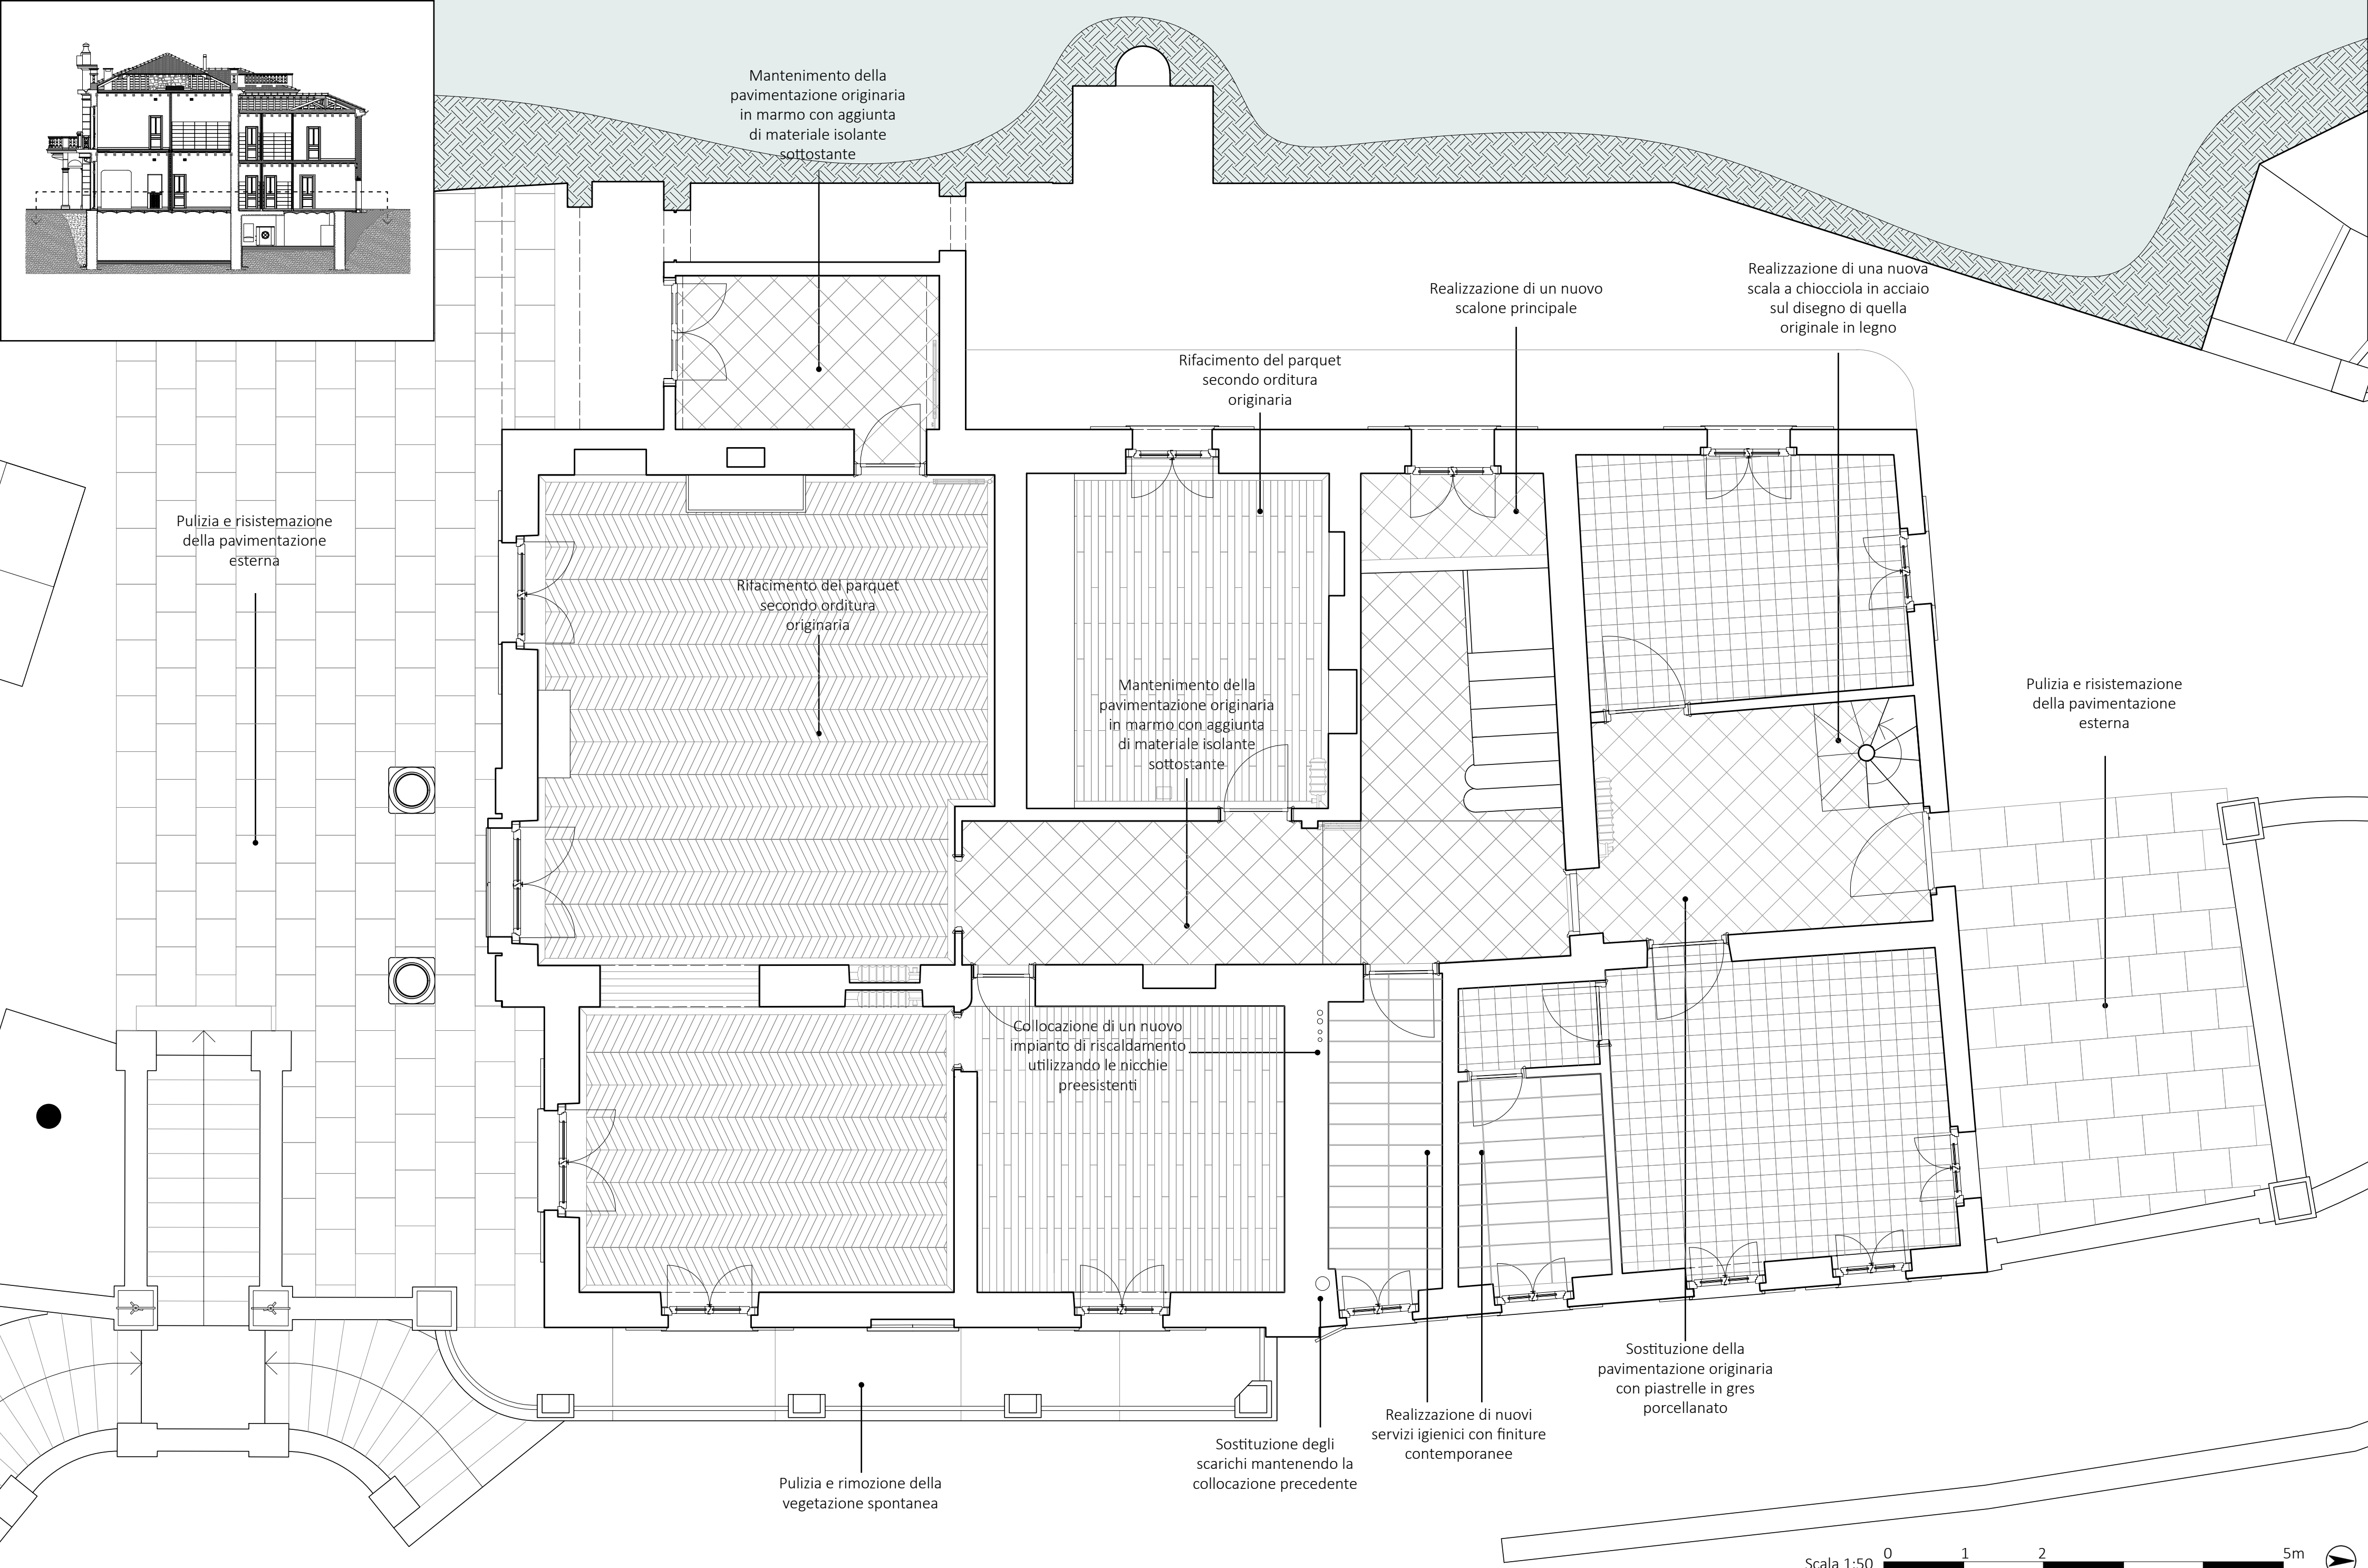 Mantenimento della
pavimentazione originaria
in marmo con aggiunta
di materiale isolante
sottostante
Realizzazione di una nuova
scala a chiocciola in acciaio
sul disegno di quella
originale in legno
Realizzazione di un nuovo
scalone principale
Rifacimento del parquet
secondo orditura
originaria
Pulizia e risistemazione
della pavimentazione
esterna
Rifacimento del parquet
secondo orditura
originaria
Mantenimento della
pavimentazione originaria
in marmo con aggiunta
di materiale isolante
sottostante
Pulizia e risistemazione
della pavimentazione
esterna
Collocazione di un nuovo
impianto di riscaldamento
utilizzando le nicchie
preesistenti
Sostituzione della
pavimentazione originaria
con piastrelle in gres
porcellanato
Realizzazione di nuovi
servizi igienici con finiture
contemporanee
Sostituzione degli
scarichi mantenendo la
collocazione precedente
Pulizia e rimozione della
vegetazione spontanea
Scala 1:50 0 1 2 5m